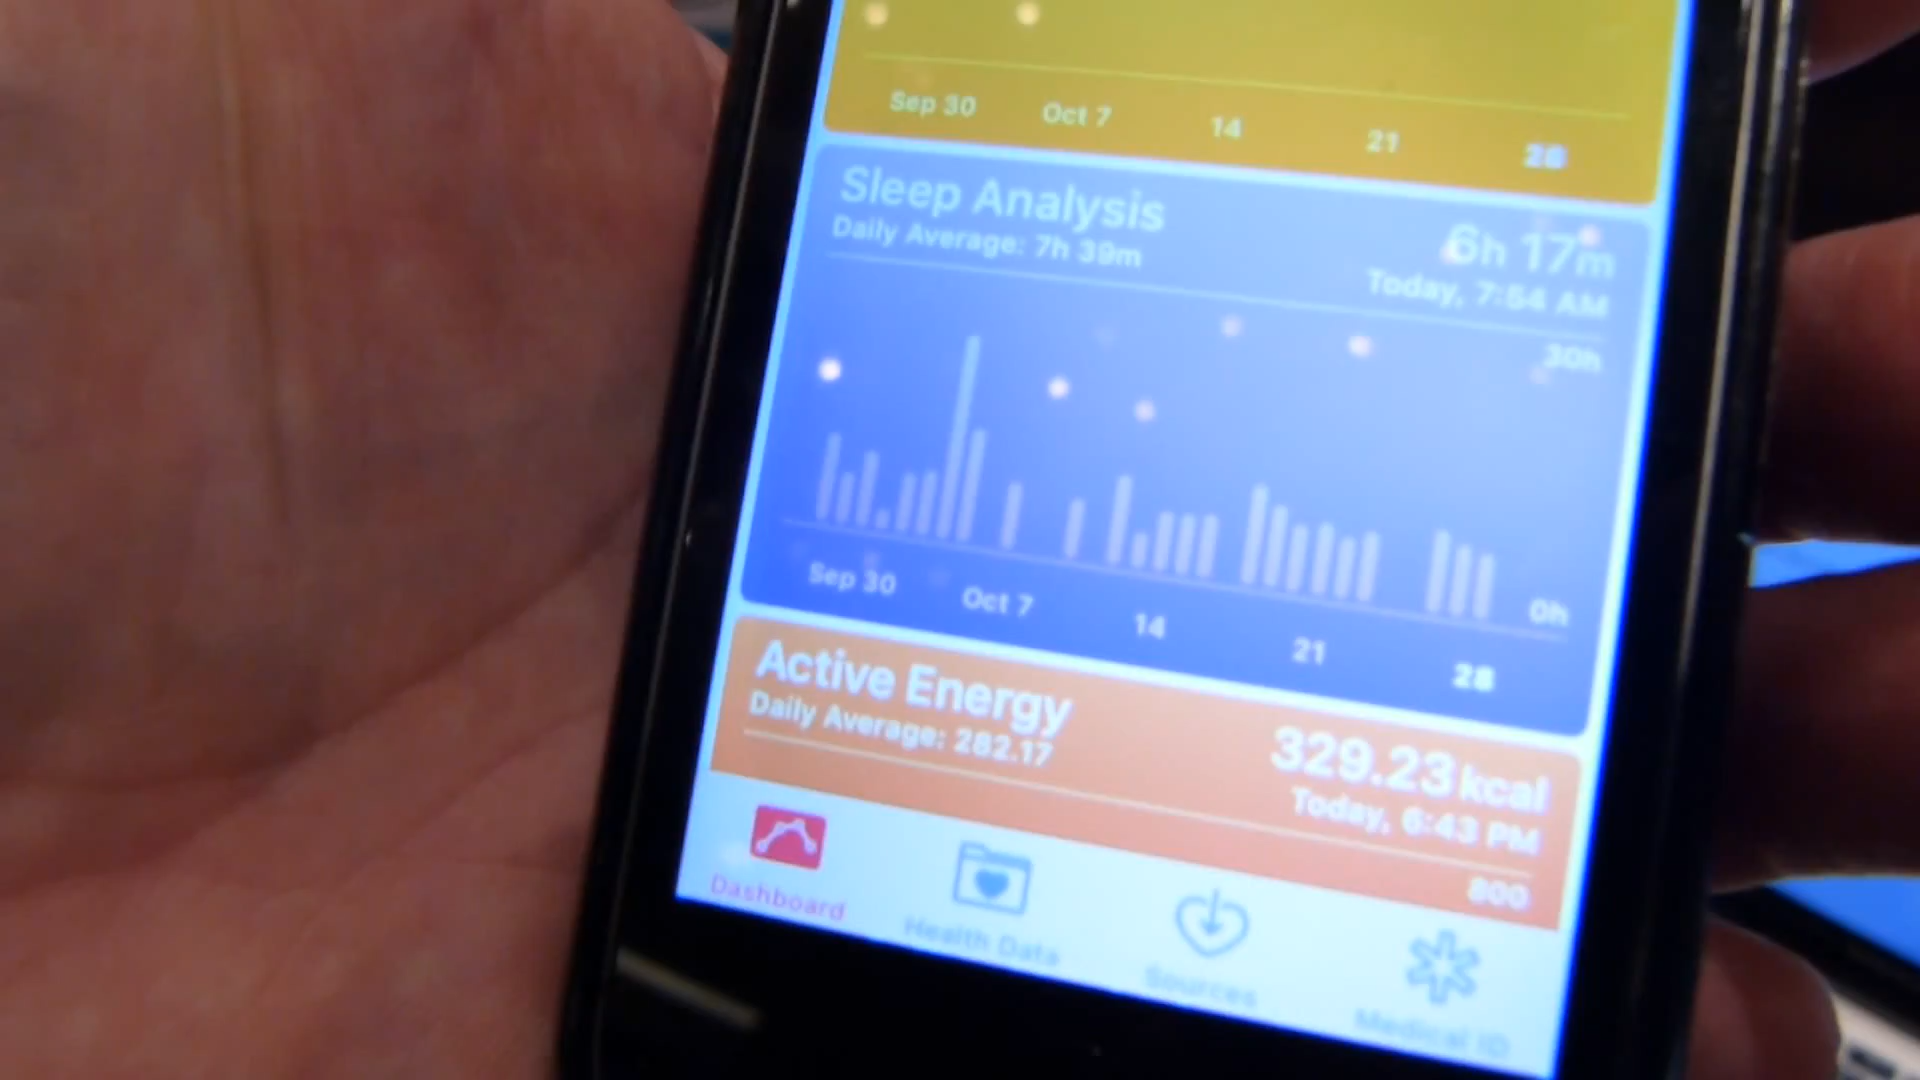 Sep 30 Oct 7 14 21 28
Sleep Analysis 6h 17m
Daily Average: 7h 39m Today, 7:54 AM
30h
0h
Sep 30 Oct 7 14 21 28
Active Energy 329.23 kcal
Daily Average: 282.17 Today, 6:43 PM
800
Dashboard Health Data Sources Medical ID